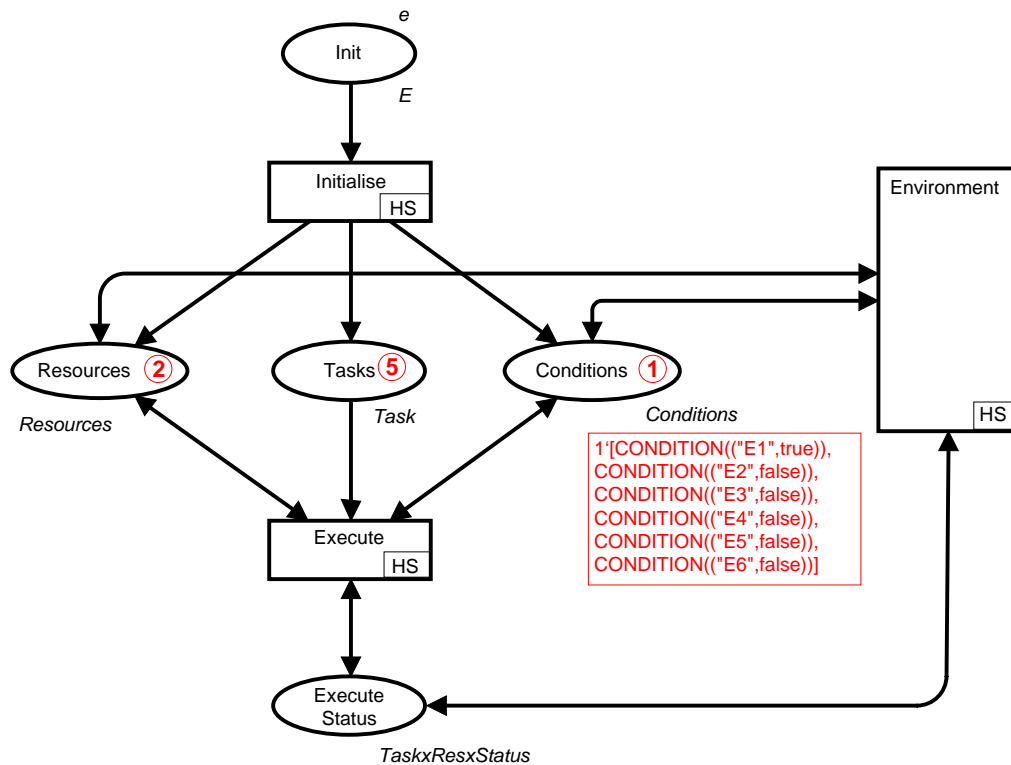 e
Init
E
Initialise
HS
Environment
HS
Resources 2
Resources
Tasks 5
Task
Conditions 1
Conditions
1‘[CONDITION(("E1",true)),
CONDITION(("E2",false)),
CONDITION(("E3",false)),
CONDITION(("E4",false)),
CONDITION(("E5",false)),
CONDITION(("E6",false))]
Execute
HS
Execute
Status
TaskxResxStatus